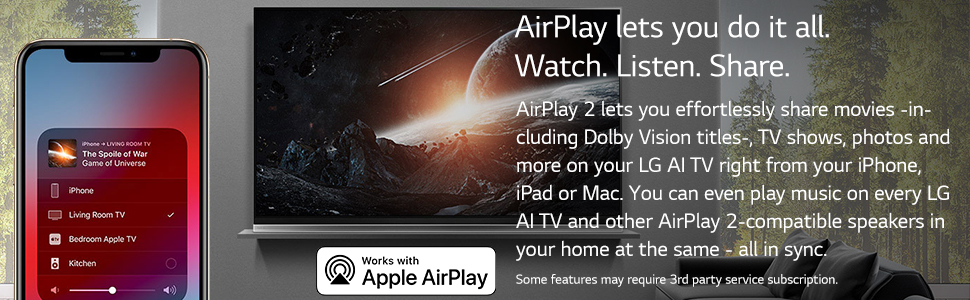 AirPlay lets you do it all.
Watch. Listen. Share.
AirPlay 2 lets you effortlessly share movies -in-
cluding Dolby Vision titles-, TV shows, photos and
more on your LG AI TV right from your iPhone,
iPad or Mac. You can even play music on every LG
AI TV and other AirPlay 2-compatible speakers in
your home at the same - all in sync.
Some features may require 3rd party service subscription.
iPhone → LIVING ROOM TV
The Spoile of War
Game of Universe
iPhone
Living Room TV
Bedroom Apple TV
Kitchen
Works with
Apple AirPlay